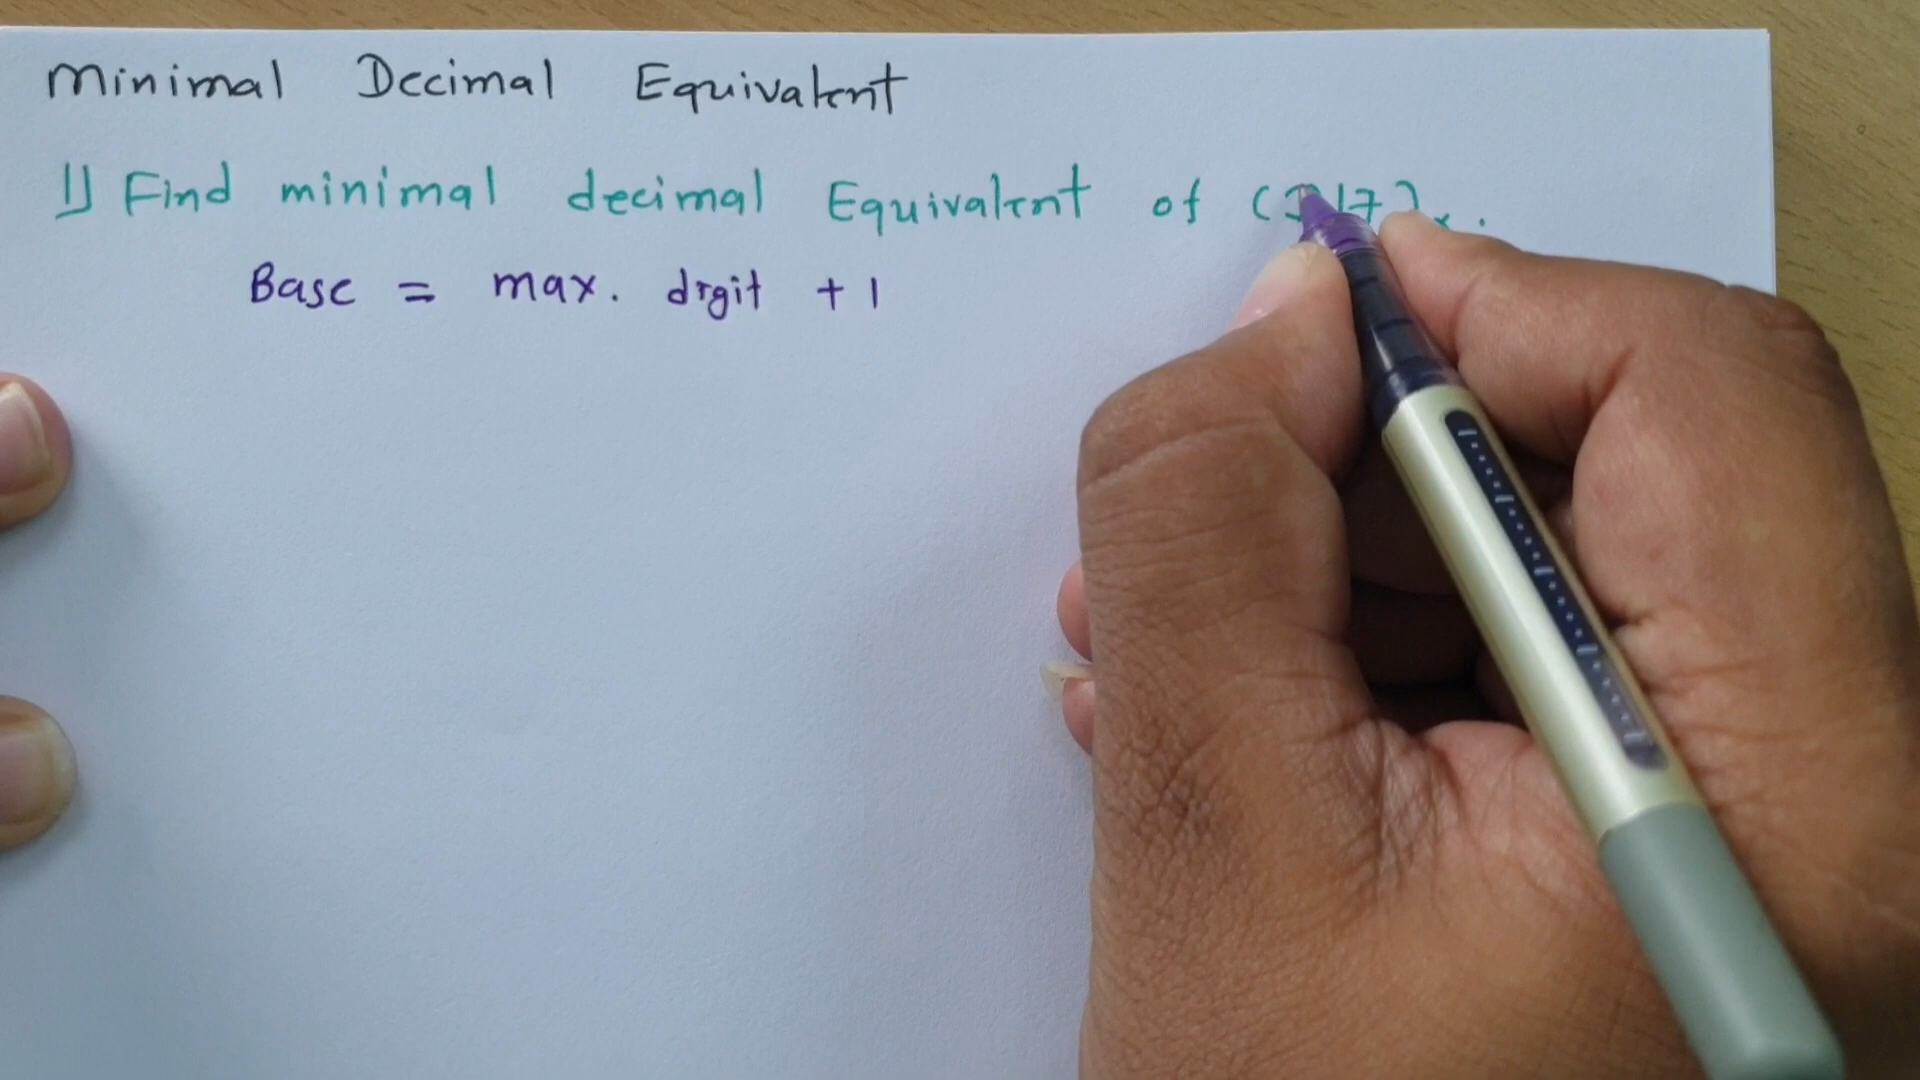 Minimal Decimal Equivalent
1) Find minimal decimal Equivalent of
Base = max. digit + 1